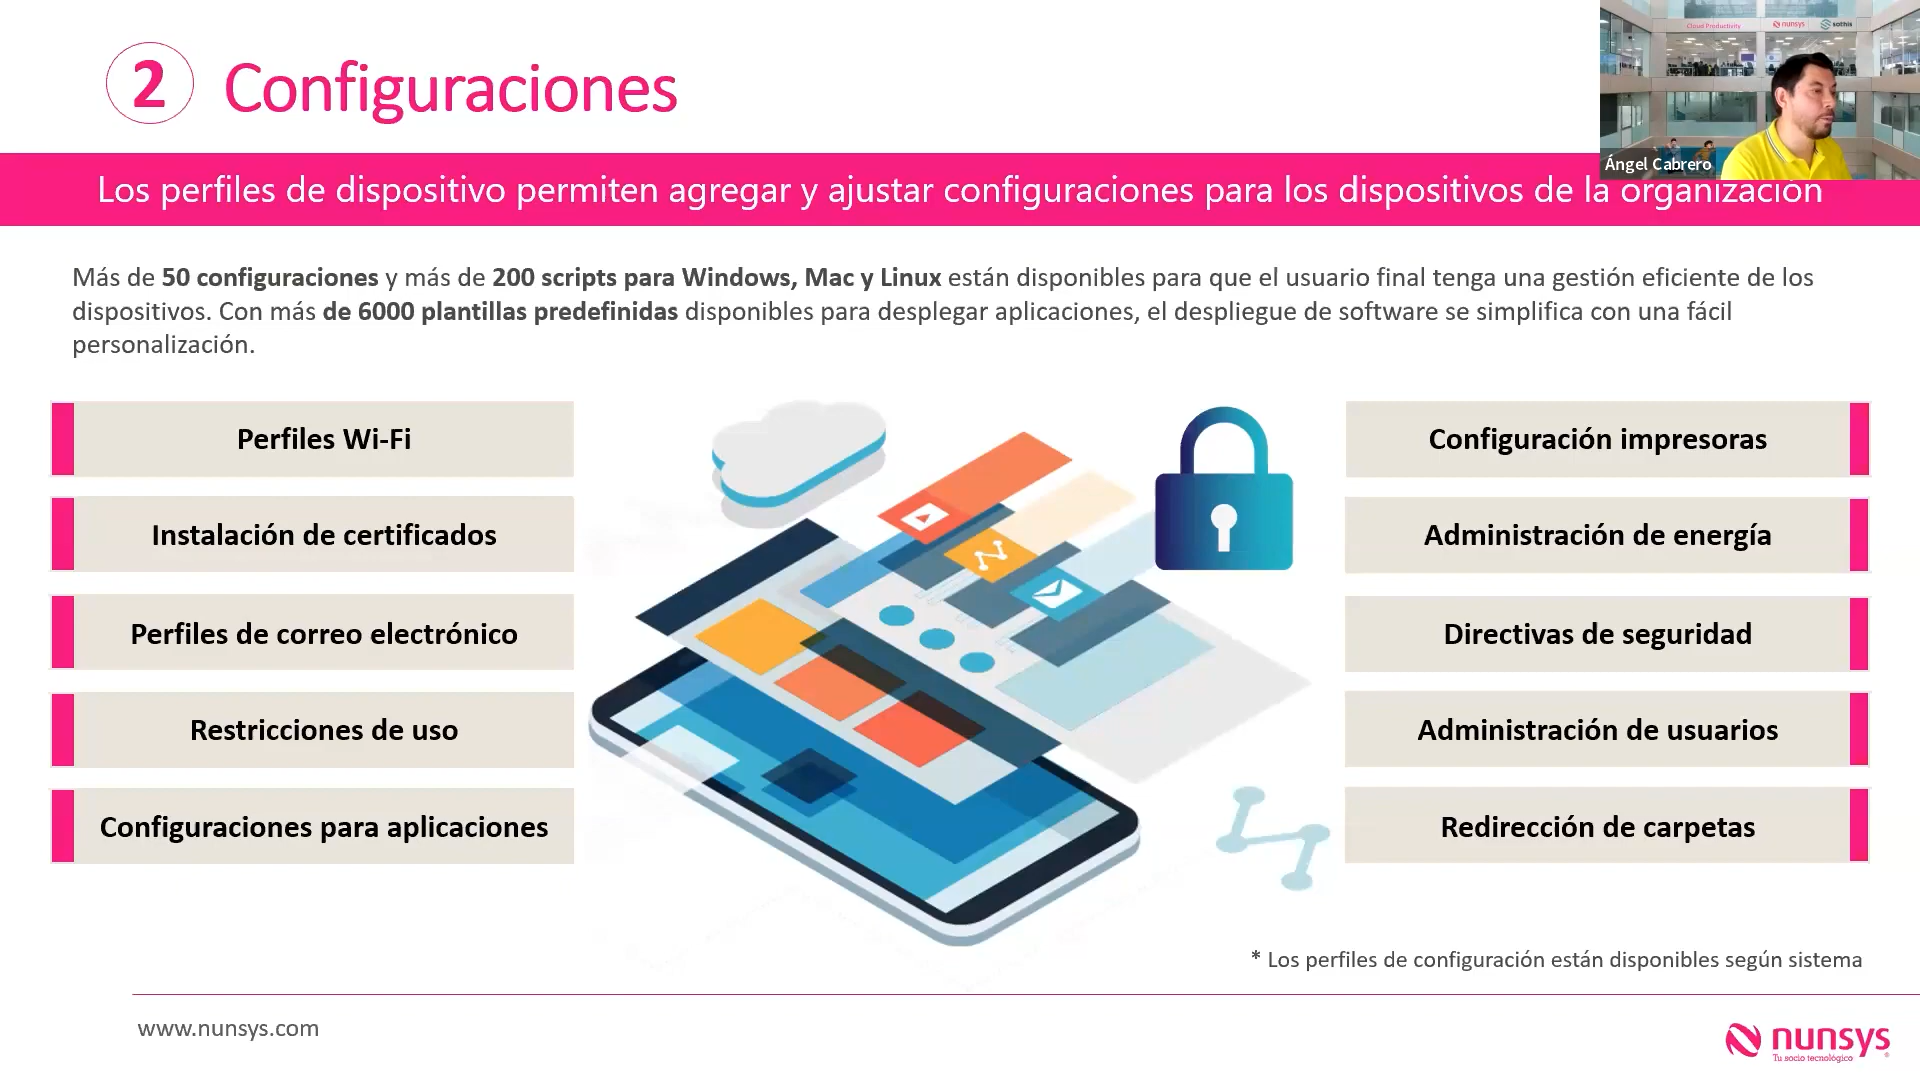 2 Configuraciones
Cloud Productivity nunsys sothis
Ángel Cabrero
Los perfiles de dispositivo permiten agregar y ajustar configuraciones para los dispositivos de la organización
Más de 50 configuraciones y más de 200 scripts para Windows, Mac y Linux están disponibles para que el usuario final tenga una gestión eficiente de los
dispositivos. Con más de 6000 plantillas predefinidas disponibles para desplegar aplicaciones, el despliegue de software se simplifica con una fácil
personalización.
Perfiles Wi-Fi
Instalación de certificados
Perfiles de correo electrónico
Restricciones de uso
Configuraciones para aplicaciones
Configuración impresoras
Administración de energía
Directivas de seguridad
Administración de usuarios
Redirección de carpetas
* Los perfiles de configuración están disponibles según sistema
www.nunsys.com
nunsys
Tu socio tecnológico